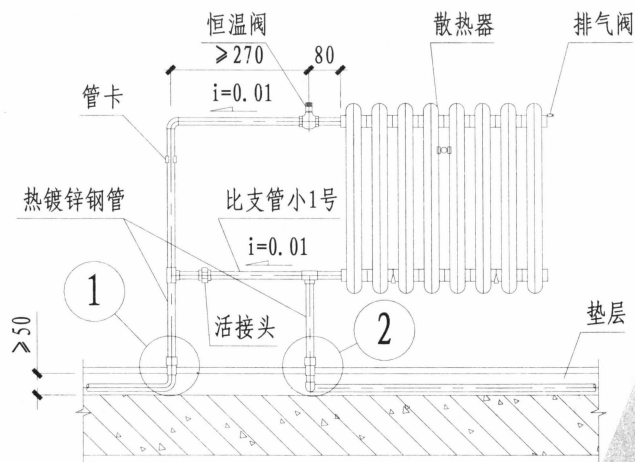 恒温阀
散热器
排气阀
≥270
80
i=0.01
管卡
热镀锌钢管
比支管小1号
i=0.01
1
活接头
2
垫层
≥50